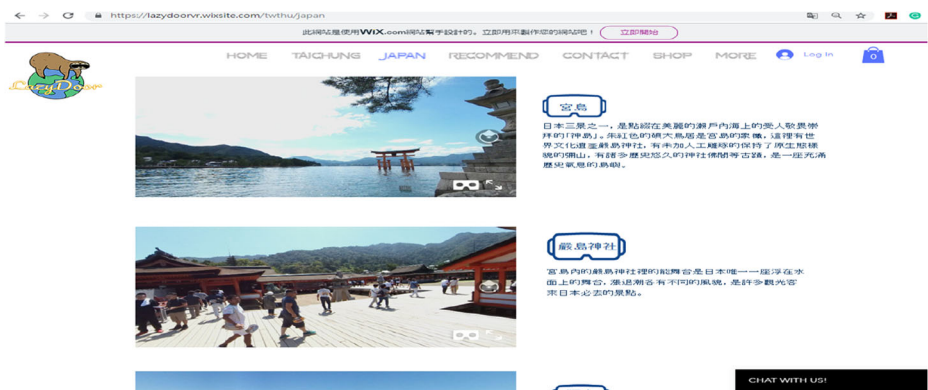 https://lazydoorvr.wixsite.com/twthu/japan
此網站是使用WiX.com網站幫手設計的。立即用來製作您的網站吧！ 立即開始
LazyDoor
HOME TAICHUNG JAPAN RECOMMEND CONTACT SHOP MORE Log In 0
宮島
日本三景之一，是點綴在美麗的瀨戶內海上的受人敬畏崇
拜的「神島」。朱紅色的碩大鳥居是宮島的象徵，這裡有世
界文化遺產嚴島神社，有未加人工雕琢的保持了原生態樣
貌的彌山，有諸多歷史悠久的神社佛閣等古蹟，是一座充滿
歷史氣息的島嶼。
嚴島神社
宮島內的嚴島神社裡的能舞台是日本唯一一座浮在水
面上的舞台，漲退潮各有不同的風貌，是許多觀光客
來日本必去的景點。
CHAT WITH US!